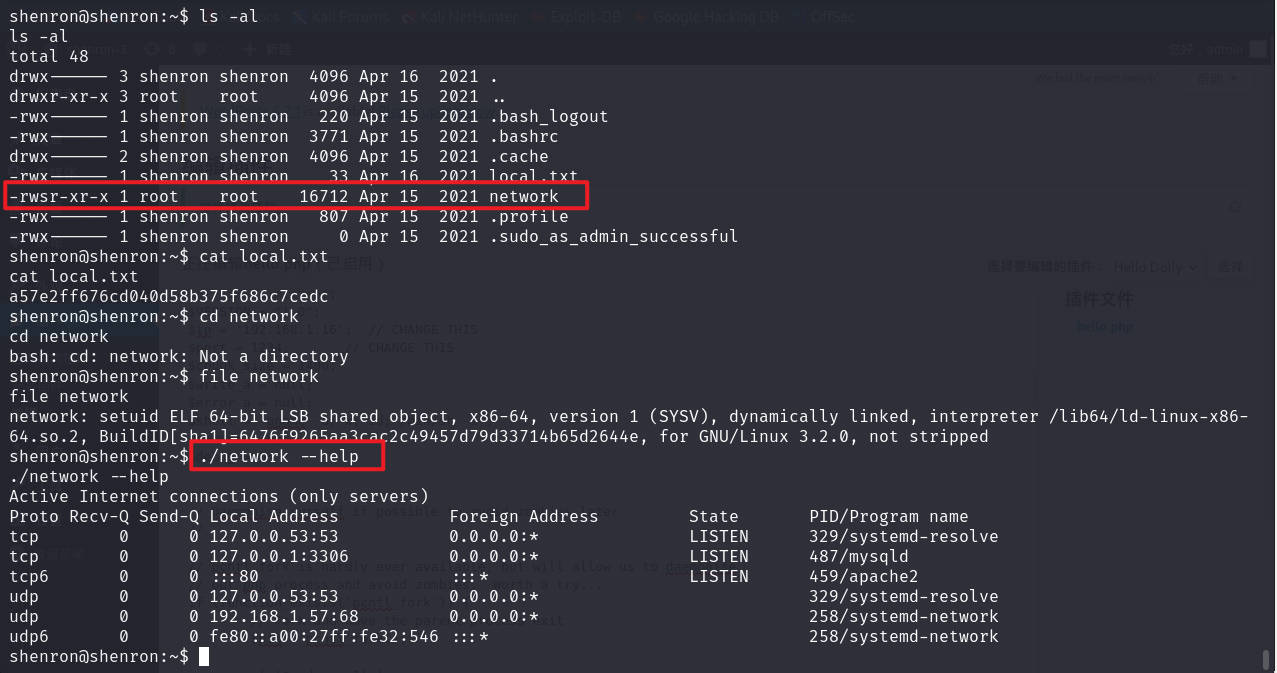 shenron@shenron:~$ ls -al
ls -al
total 48
drwx------ 3 shenron shenron  4096 Apr 16  2021 .
drwxr-xr-x 3 root    root     4096 Apr 15  2021 ..
-rwx------ 1 shenron shenron   220 Apr 15  2021 .bash_logout
-rwx------ 1 shenron shenron  3771 Apr 15  2021 .bashrc
drwx------ 2 shenron shenron  4096 Apr 15  2021 .cache
-rwx------ 1 shenron shenron    33 Apr 16  2021 local.txt
-rwsr-xr-x 1 root    root    16712 Apr 15  2021 network
-rwx------ 1 shenron shenron   807 Apr 15  2021 .profile
-rwx------ 1 shenron shenron     0 Apr 15  2021 .sudo_as_admin_successful
shenron@shenron:~$ cat local.txt
cat local.txt
a57e2ff676cd040d58b375f686c7cedc
shenron@shenron:~$ cd network
cd network
bash: cd: network: Not a directory
shenron@shenron:~$ file network
file network
network: setuid ELF 64-bit LSB shared object, x86-64, version 1 (SYSV), dynamically linked, interpreter /lib64/ld-linux-x86-
64.so.2, BuildID[sha1]=6476f9265aa3cac2c49457d79d33714b65d2644e, for GNU/Linux 3.2.0, not stripped
shenron@shenron:~$ ./network --help
./network --help
Active Internet connections (only servers)
Proto Recv-Q Send-Q Local Address           Foreign Address         State       PID/Program name
tcp        0      0 127.0.0.53:53           0.0.0.0:*               LISTEN      329/systemd-resolve
tcp        0      0 127.0.0.1:3306          0.0.0.0:*               LISTEN      487/mysqld
tcp6       0      0 :::80                   :::*                    LISTEN      459/apache2
udp        0      0 127.0.0.53:53           0.0.0.0:*                           329/systemd-resolve
udp        0      0 192.168.1.57:68         0.0.0.0:*                           258/systemd-network
udp6       0      0 fe80::a00:27ff:fe32:546 :::*                                258/systemd-network
shenron@shenron:~$